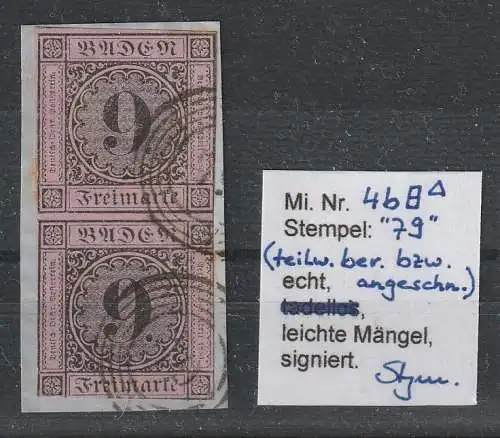 BADEN
9
Freimarke
BADEN
9.
Freimarke
Mi. Nr. 4b
Stempel: "79"
(teilw. ber. bzw.
echt, angeschn.)
tadellos,
leichte Mängel,
signiert.